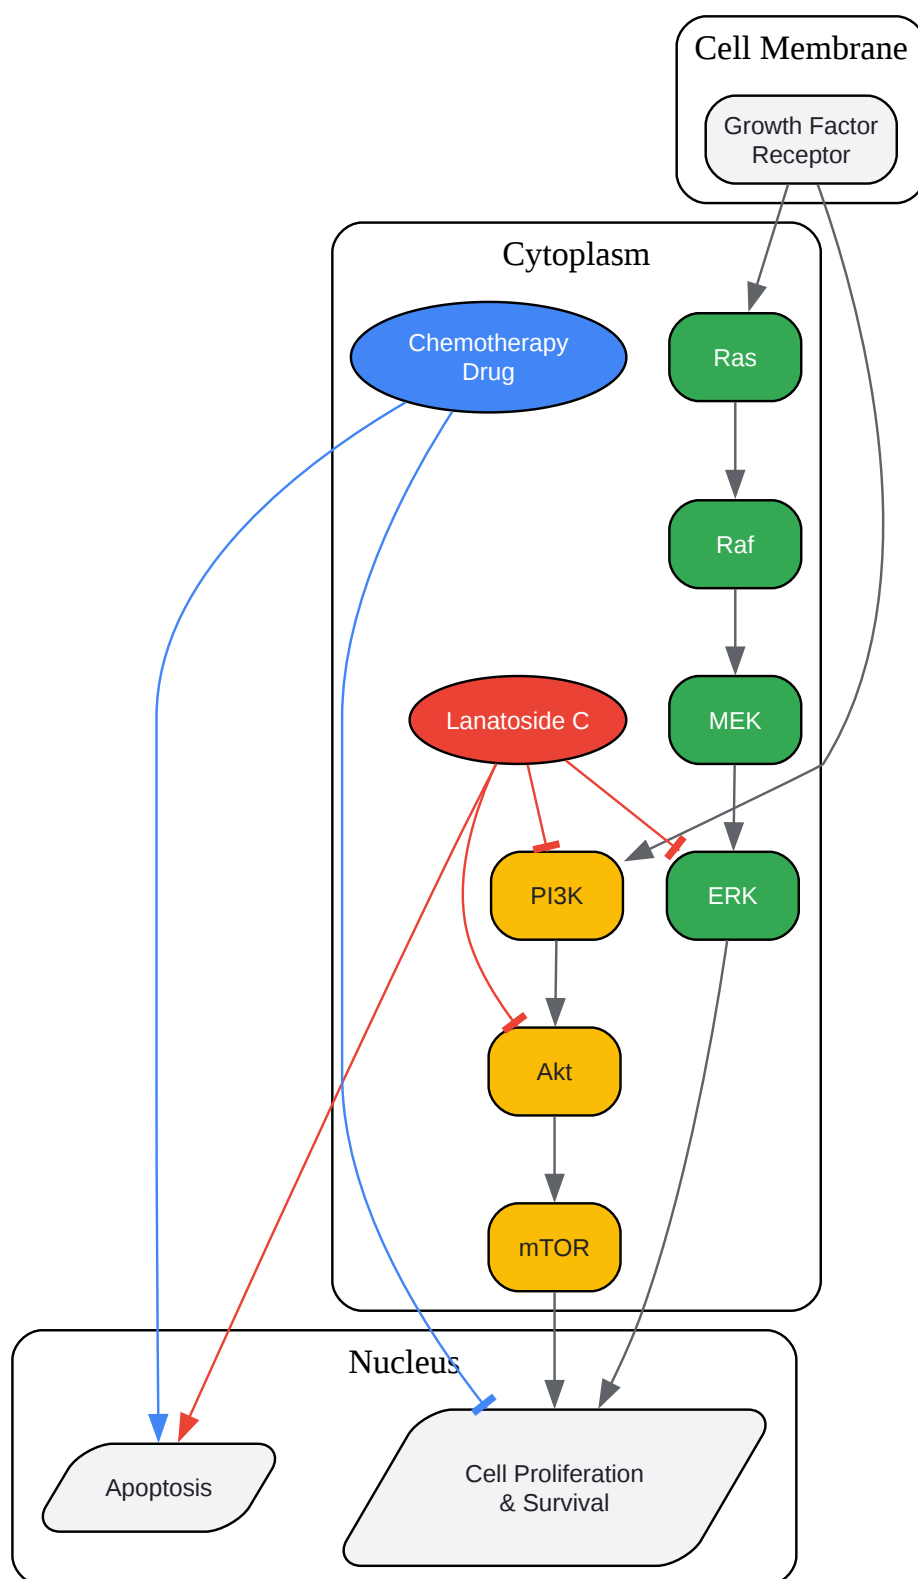 Cell Membrane
Growth Factor
Receptor
Cytoplasm
Chemotherapy
Drug
Ras
Raf
Lanatoside C
MEK
PI3K
ERK
Akt
mTOR
Nucleus
Apoptosis
Cell Proliferation
& Survival